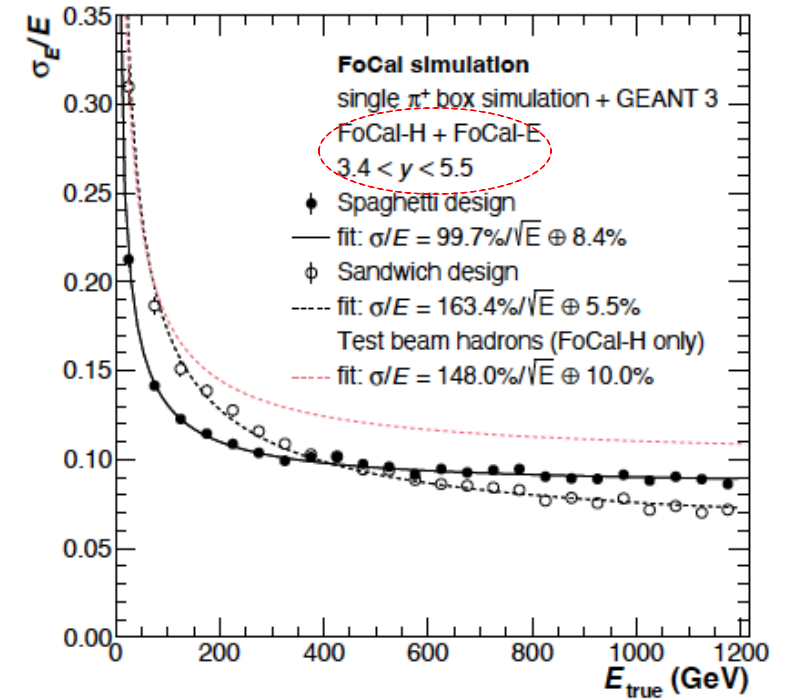 0.35
σE/E
FoCal simulation
single π+ box simulation + GEANT 3
0.30
FoCal-H + FoCal-E
3.4 < y < 5.5
0.25
Spaghetti design
fit: σ/E = 99.7%/√E ⊕ 8.4%
Sandwich design
0.20
fit: σ/E = 163.4%/√E ⊕ 5.5%
Test beam hadrons (FoCal-H only)
0.15
fit: σ/E = 148.0%/√E ⊕ 10.0%
0.10
0.05
0.00
0 200 400 600 800 1000 1200
Etrue (GeV)